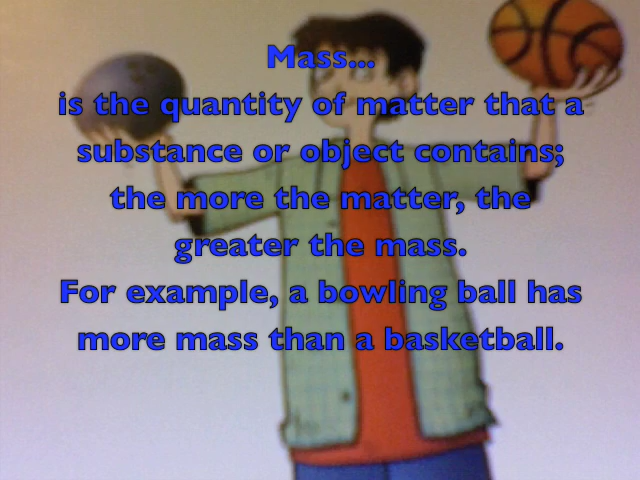 Mass...
is the quantity of matter that a
substance or object contains;
the more the matter, the
greater the mass.
For example, a bowling ball has
more mass than a basketball.